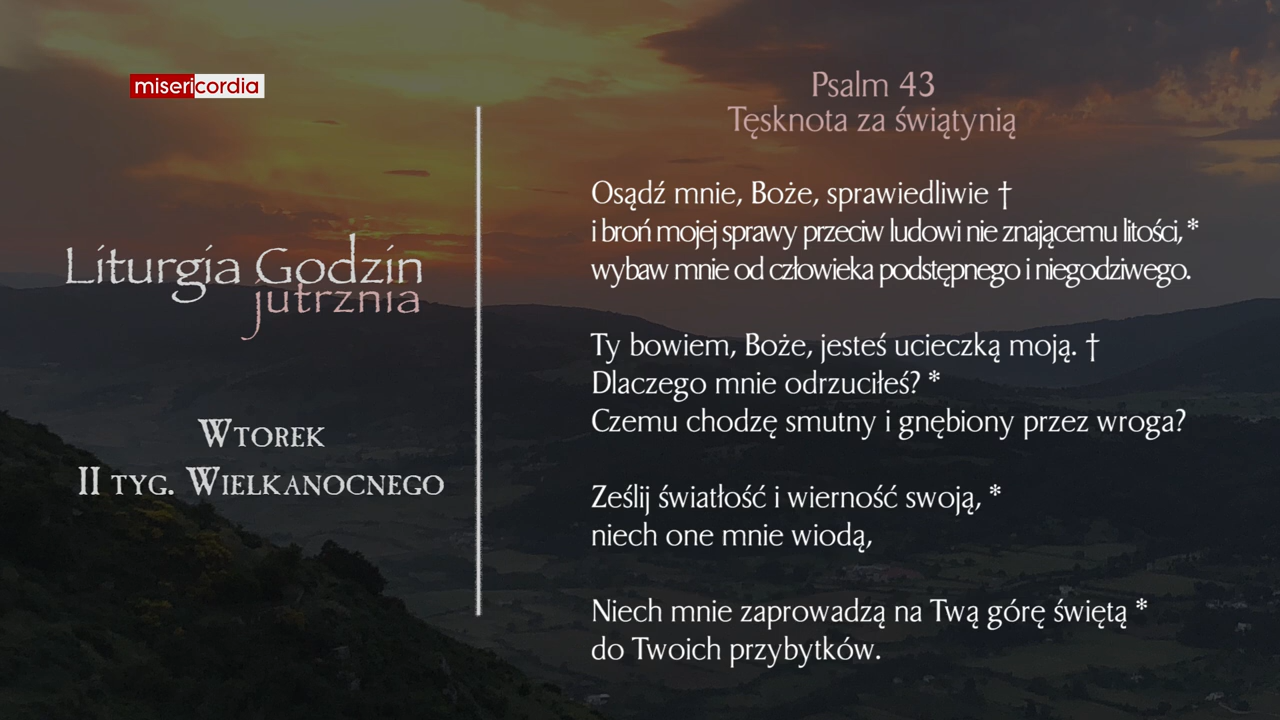 misericordia
Liturgia Godzin
jutrznia
Wtorek
II tyg. Wielkanocnego
Psalm 43
Tęsknota za świątynią
Osądź mnie, Boże, sprawiedliwie †
i broń mojej sprawy przeciw ludowi nie znającemu litości, *
wybaw mnie od człowieka podstępnego i niegodziwego.
Ty bowiem, Boże, jesteś ucieczką moją. †
Dlaczego mnie odrzuciłeś? *
Czemu chodzę smutny i gnębiony przez wroga?
Ześlij światłość i wierność swoją, *
niech one mnie wiodą,
Niech mnie zaprowadzą na Twą górę świętą *
do Twoich przybytków.